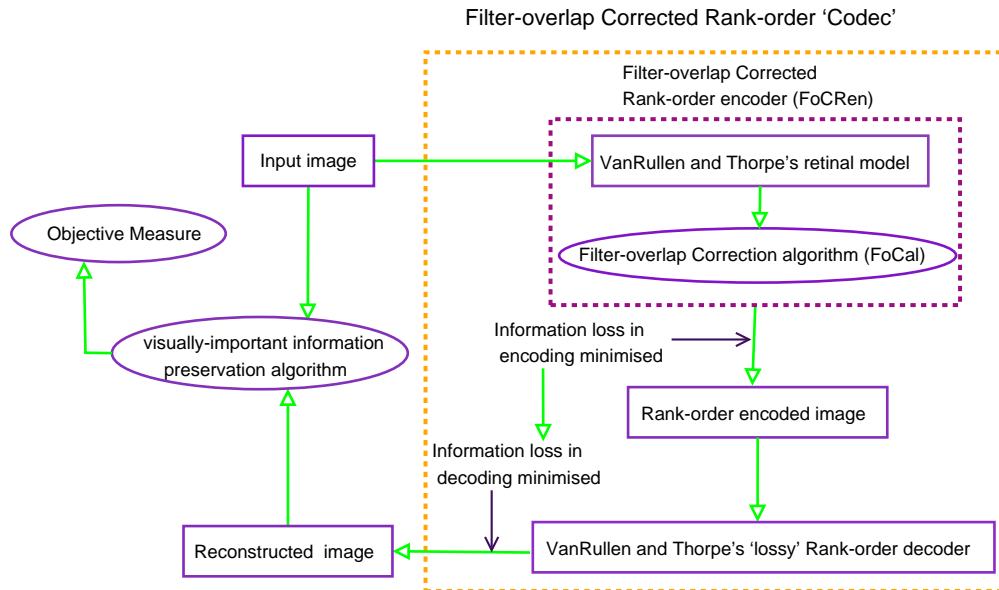 Filter-overlap Corrected Rank-order ‘Codec’
Filter-overlap Corrected
Rank-order encoder (FoCRen)
Input image
VanRullen and Thorpe’s retinal model
Objective Measure
Filter-overlap Correction algorithm (FoCal)
visually-important information
preservation algorithm
Information loss in
encoding minimised
Rank-order encoded image
Information loss in
decoding minimised
Reconstructed image
VanRullen and Thorpe’s ‘lossy’ Rank-order decoder